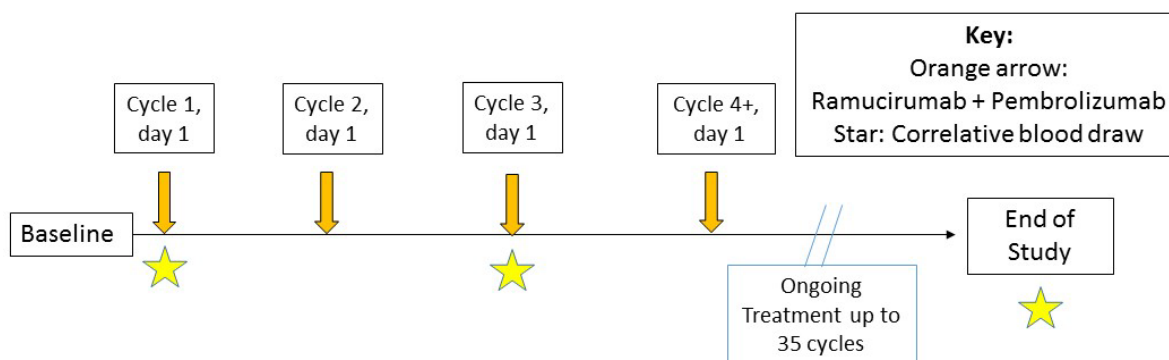 Key:
Orange arrow:
Ramucirumab + Pembrolizumab
Star: Correlative blood draw
Cycle 1,
day 1
Cycle 2,
day 1
Cycle 3,
day 1
Cycle 4+,
day 1
Baseline
End of
Study
Ongoing
Treatment up to
35 cycles